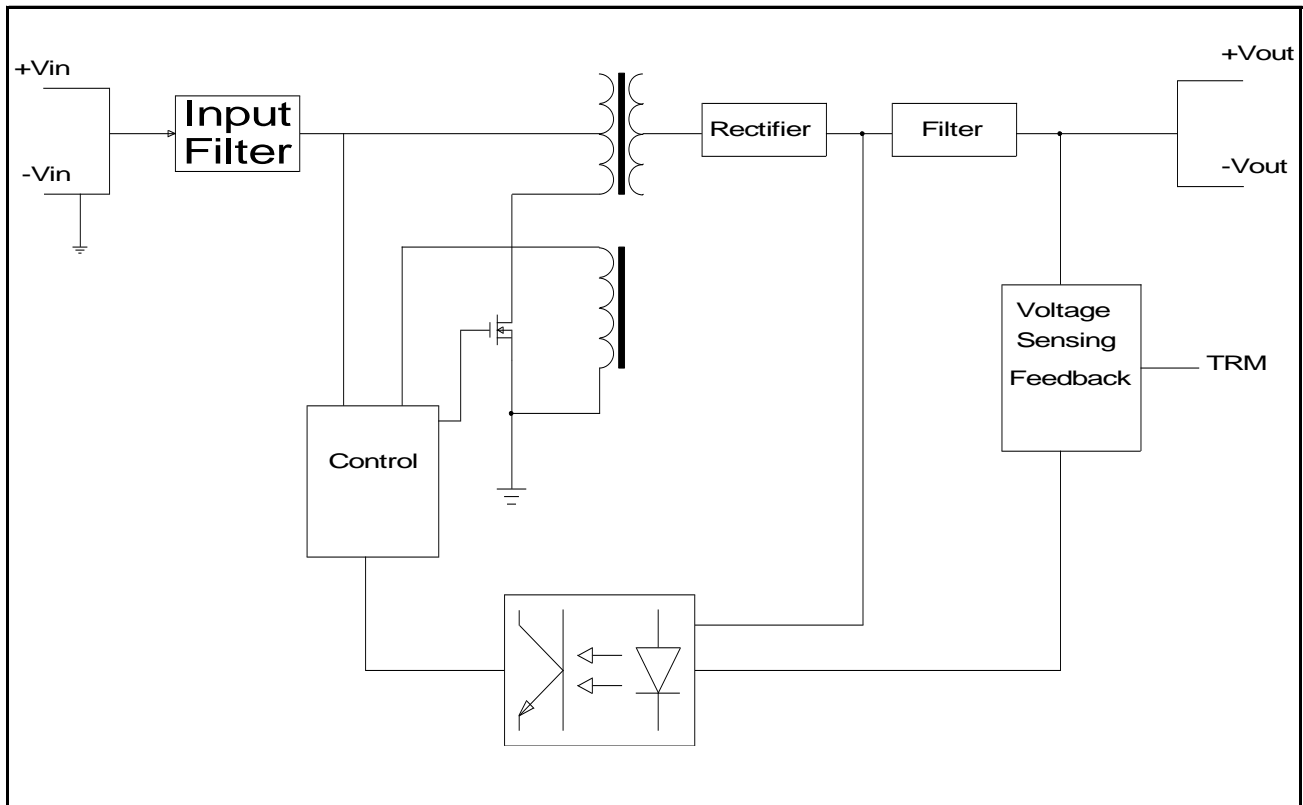 +Vin
-Vin
Input
Filter
Rectifier
Filter
+Vout
-Vout
Voltage
Sensing
Feedback
TRM
Control